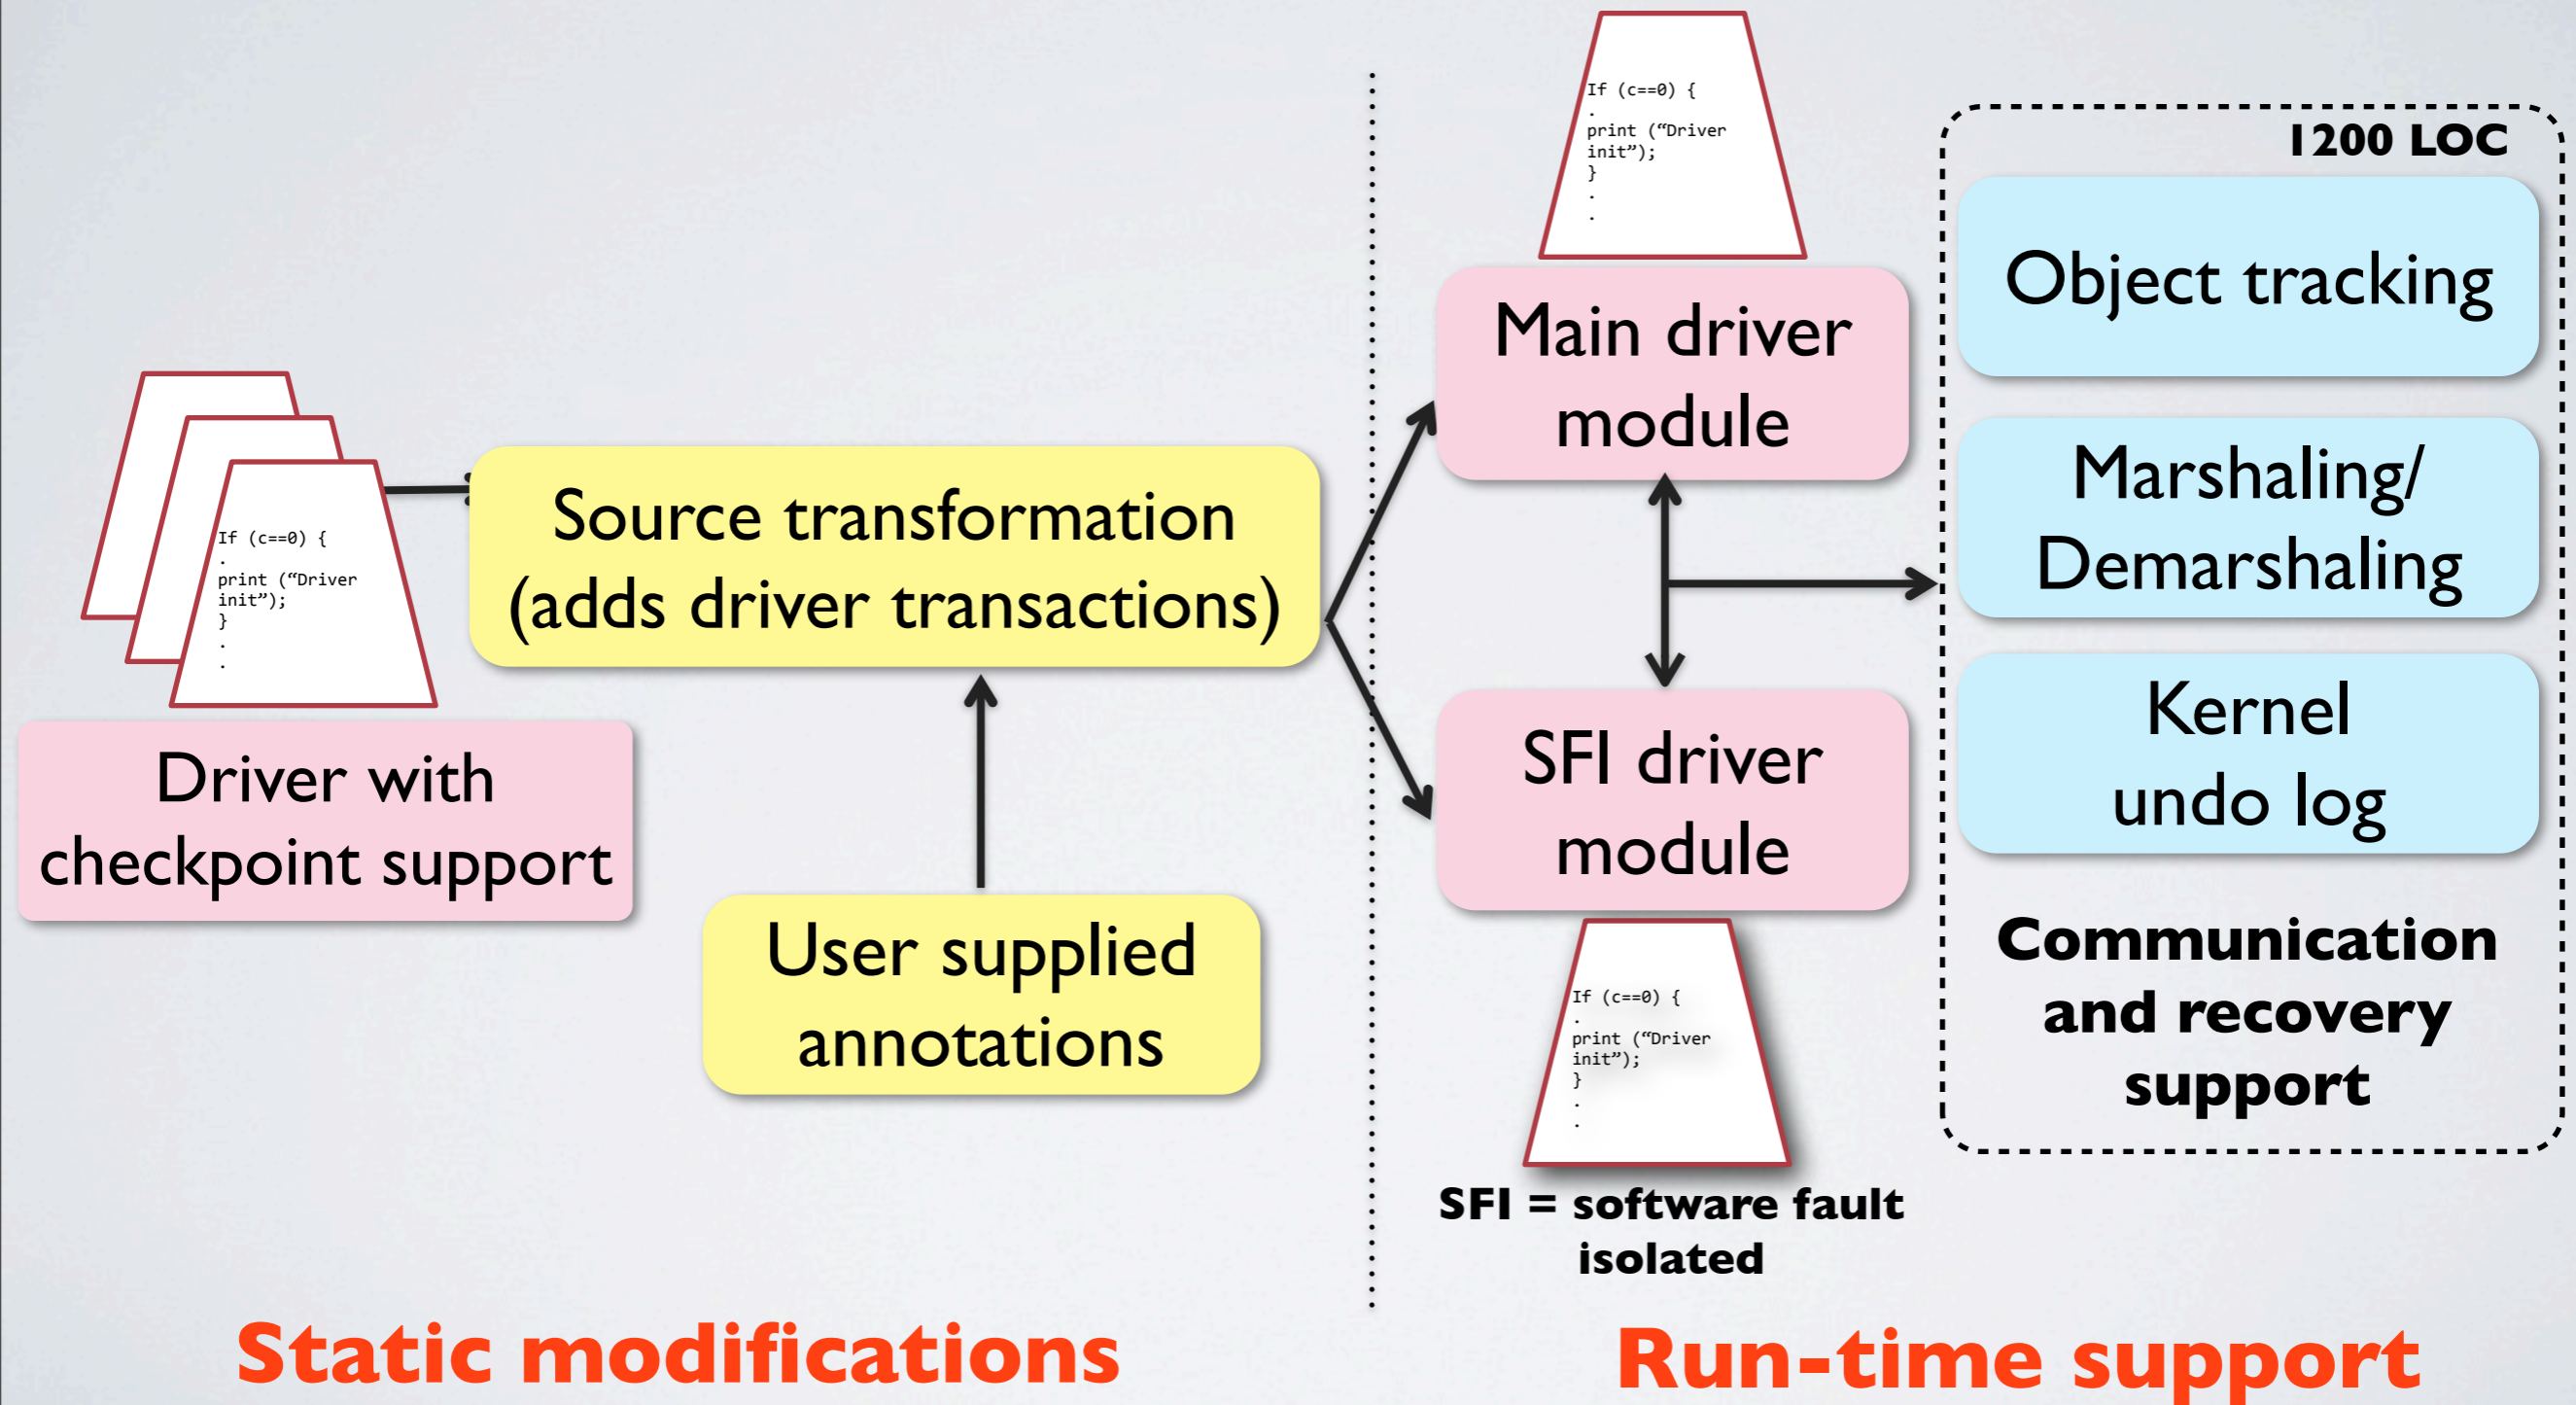 If (c==0) {
.
print (“Driver
init”);
}
.
.
Driver with
checkpoint support
Source transformation
(adds driver transactions)
User supplied
annotations
Static modifications
If (c==0) {
.
print (“Driver
init”);
}
.
.
Main driver
module
SFI driver
module
If (c==0) {
.
print (“Driver
init”);
}
.
.
SFI = software fault
isolated
1200 LOC
Object tracking
Marshaling/
Demarshaling
Kernel
undo log
Communication
and recovery
support
Run-time support